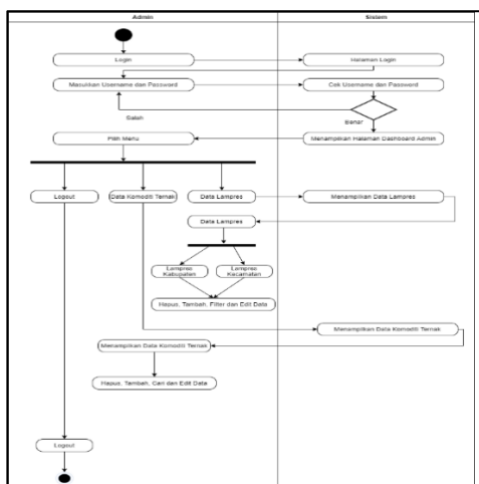 Admin
Sistem
Login
Halaman Login
Masukkan Username dan Password
Cek Username dan Password
Salah
Benar
Pilih Menu
Menampilkan Halaman Dashboard Admin
Logout
Data Komoditi Ternak
Data Lampres
Menampilkan Data Lampres
Data Lampres
Lampres
Kabupaten
Lampres
Kecamatan
Hapus, Tambah, Filter dan Edit Data
Menampilkan Data Komoditi Ternak
Menampilkan Data Komoditi Ternak
Hapus, Tambah, Cari dan Edit Data
Logout